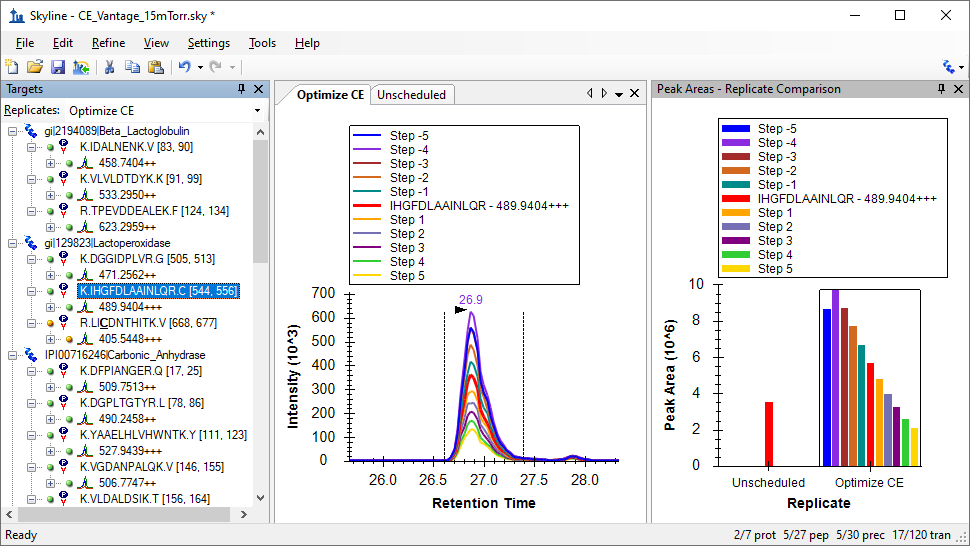 Skyline - CE_Vantage_15mTorr.sky *
File Edit Refine View Settings Tools Help
Targets
Replicates: Optimize CE
gi|2194089|Beta_Lactoglobulin
K.IDALNENK.V [83, 90]
458.7404++
K.VLVLDTDYK.K [91, 99]
533.2950++
R.TPEVDDEALEK.F [124, 134]
623.2959++
gi|129823|Lactoperoxidase
K.DGGIDPLVR.G [505, 513]
471.2562++
K.IHGFDLAAINLQR.C [544, 556]
489.9404+++
R.LICDNTHITK.V [668, 677]
405.5448+++
IPI00716246|Carbonic_Anhydrase
K.DFPIANGER.Q [17, 25]
509.7513++
K.DGPLTGTYR.L [78, 86]
490.2458++
K.YAAELHLVHWNTK.Y [111, 123]
527.9439+++
K.VGDANPALQK.V [146, 155]
506.7747++
K.VLDALDSIK.T [156, 164]
Optimize CE Unscheduled
Step -5
Step -4
Step -3
Step -2
Step -1
IHGFDLAAINLQR - 489.9404+++
Step 1
Step 2
Step 3
Step 4
Step 5
26.9
700
600
500
400
300
200
100
0
Intensity (10^3)
26.0 26.5 27.0 27.5 28.0
Retention Time
Peak Areas - Replicate Comparison
Step -5
Step -4
Step -3
Step -2
Step -1
IHGFDLAAINLQR - 489.9404+++
Step 1
Step 2
Step 3
Step 4
Step 5
10
8
6
4
2
0
Peak Area (10^6)
Unscheduled Optimize CE
Replicate
Ready 2/7 prot 5/27 pep 5/30 prec 17/120 tran